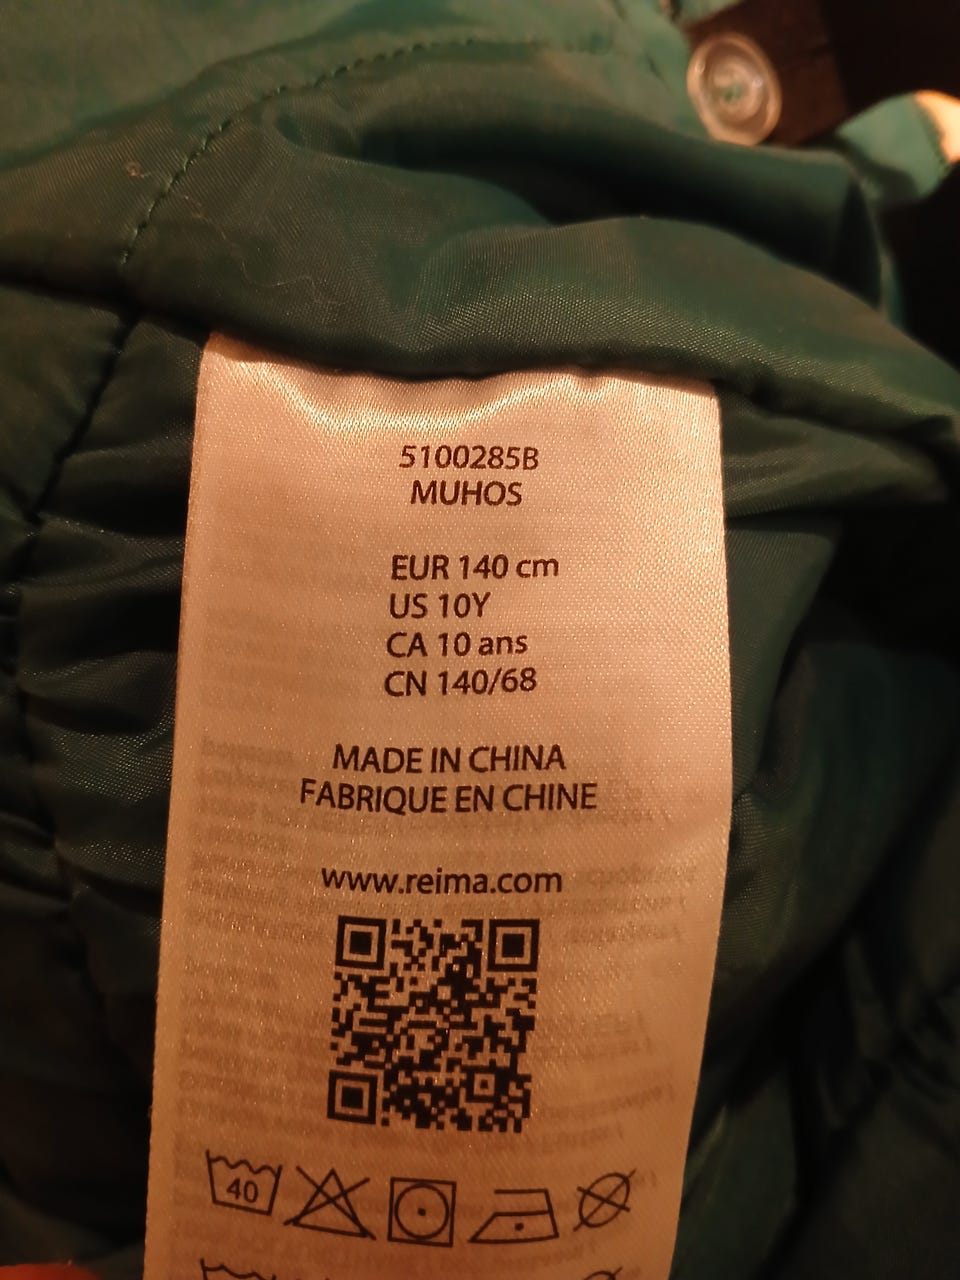 5100285B
MUHOS
EUR 140 cm
US 10Y
CA 10 ans
CN 140/68
MADE IN CHINA
FABRIQUE EN CHINE
www.reima.com
40